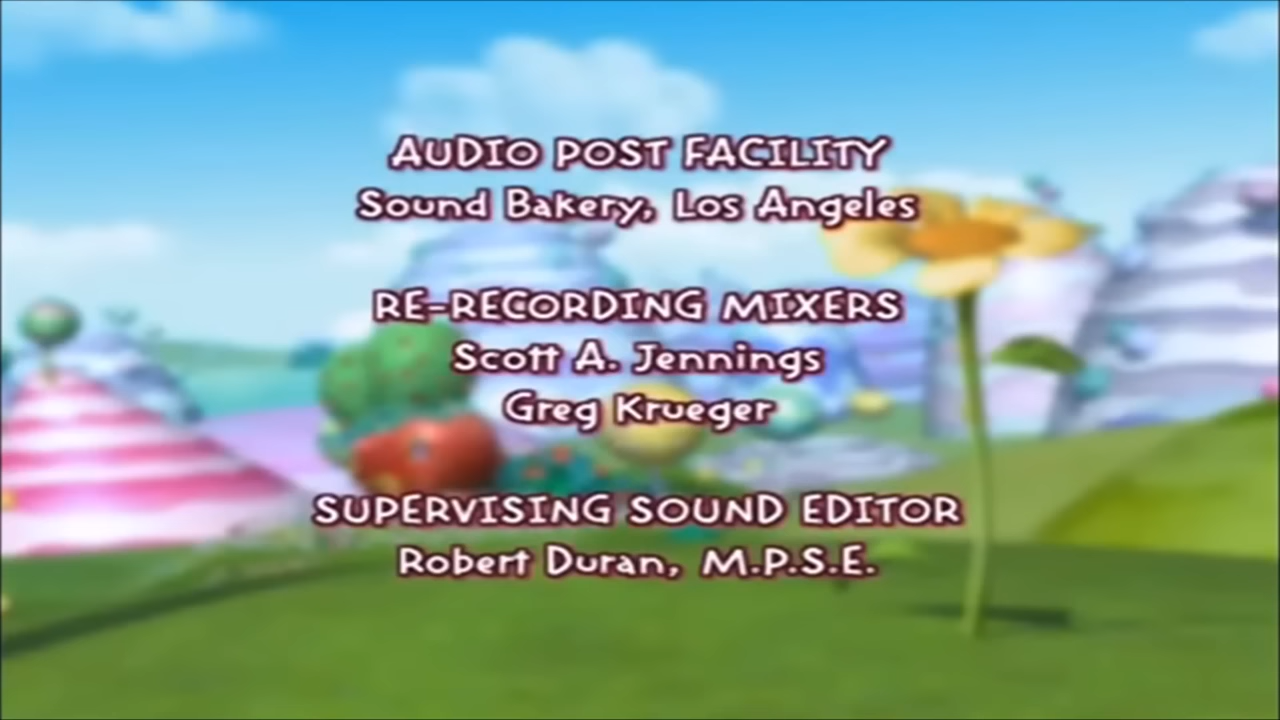 AUDIO POST FACILITY
Sound Bakery, Los Angeles
RE-RECORDING MIXERS
Scott A. Jennings
Greg Krueger
SUPERVISING SOUND EDITOR
Robert Duran, M.P.S.E.